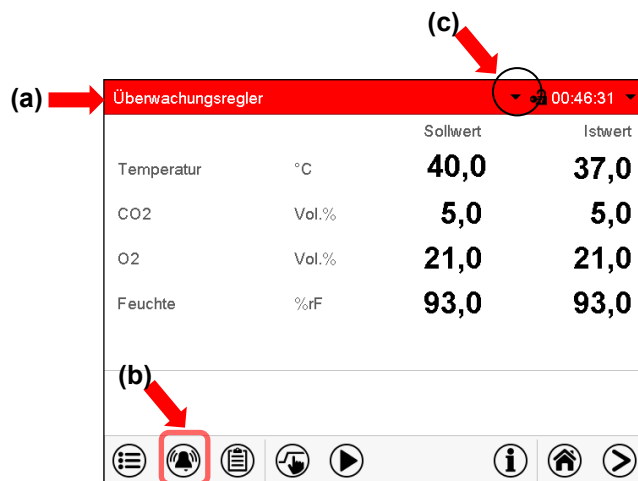 (c)
(a)
Überwachungsregler 00:46:31
Sollwert Istwert
Temperatur °C 40,0 37,0
CO2 Vol.% 5,0 5,0
O2 Vol.% 21,0 21,0
Feuchte %rF 93,0 93,0
(b)